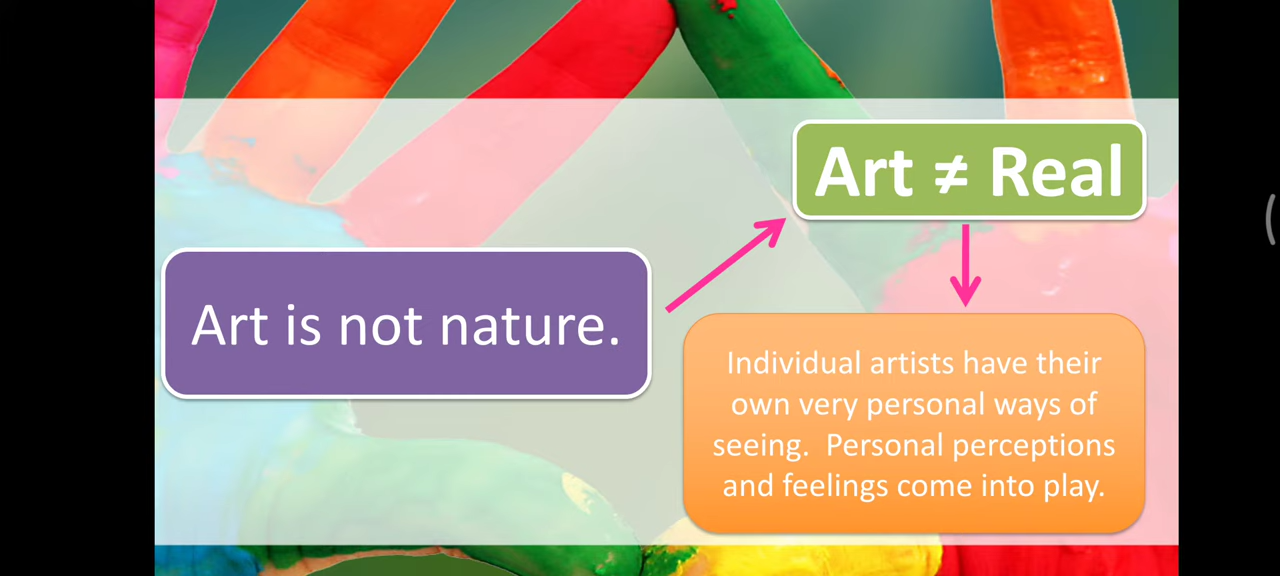 Art is not nature.
Art ≠ Real
Individual artists have their
own very personal ways of
seeing.  Personal perceptions
and feelings come into play.